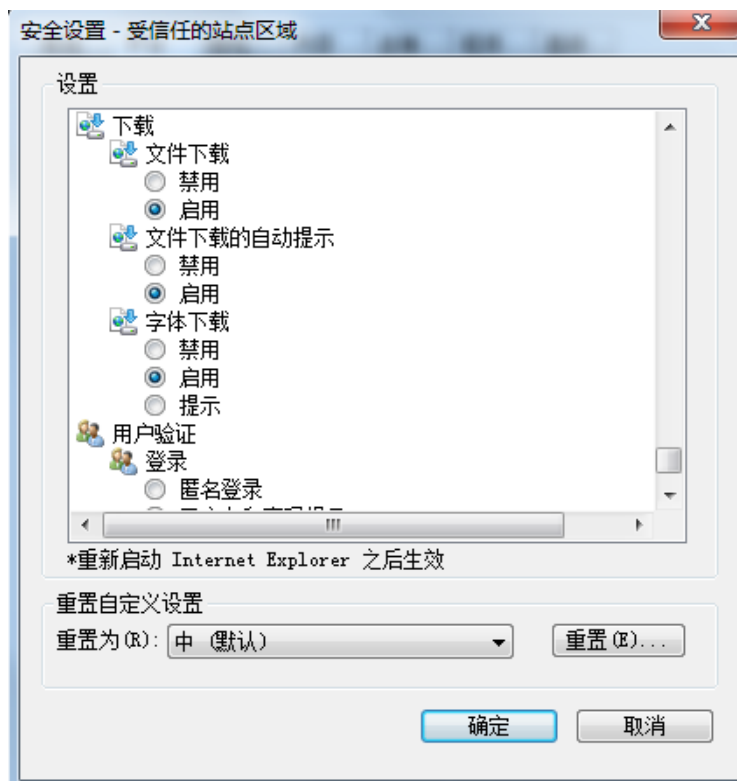 安全设置 - 受信任的站点区域
设置
下载
文件下载
禁用
启用
文件下载的自动提示
禁用
启用
字体下载
禁用
启用
提示
用户验证
登录
匿名登录
*重新启动 Internet Explorer 之后生效
重置自定义设置
重置为(R): 中 (默认) 重置(E)...
确定 取消